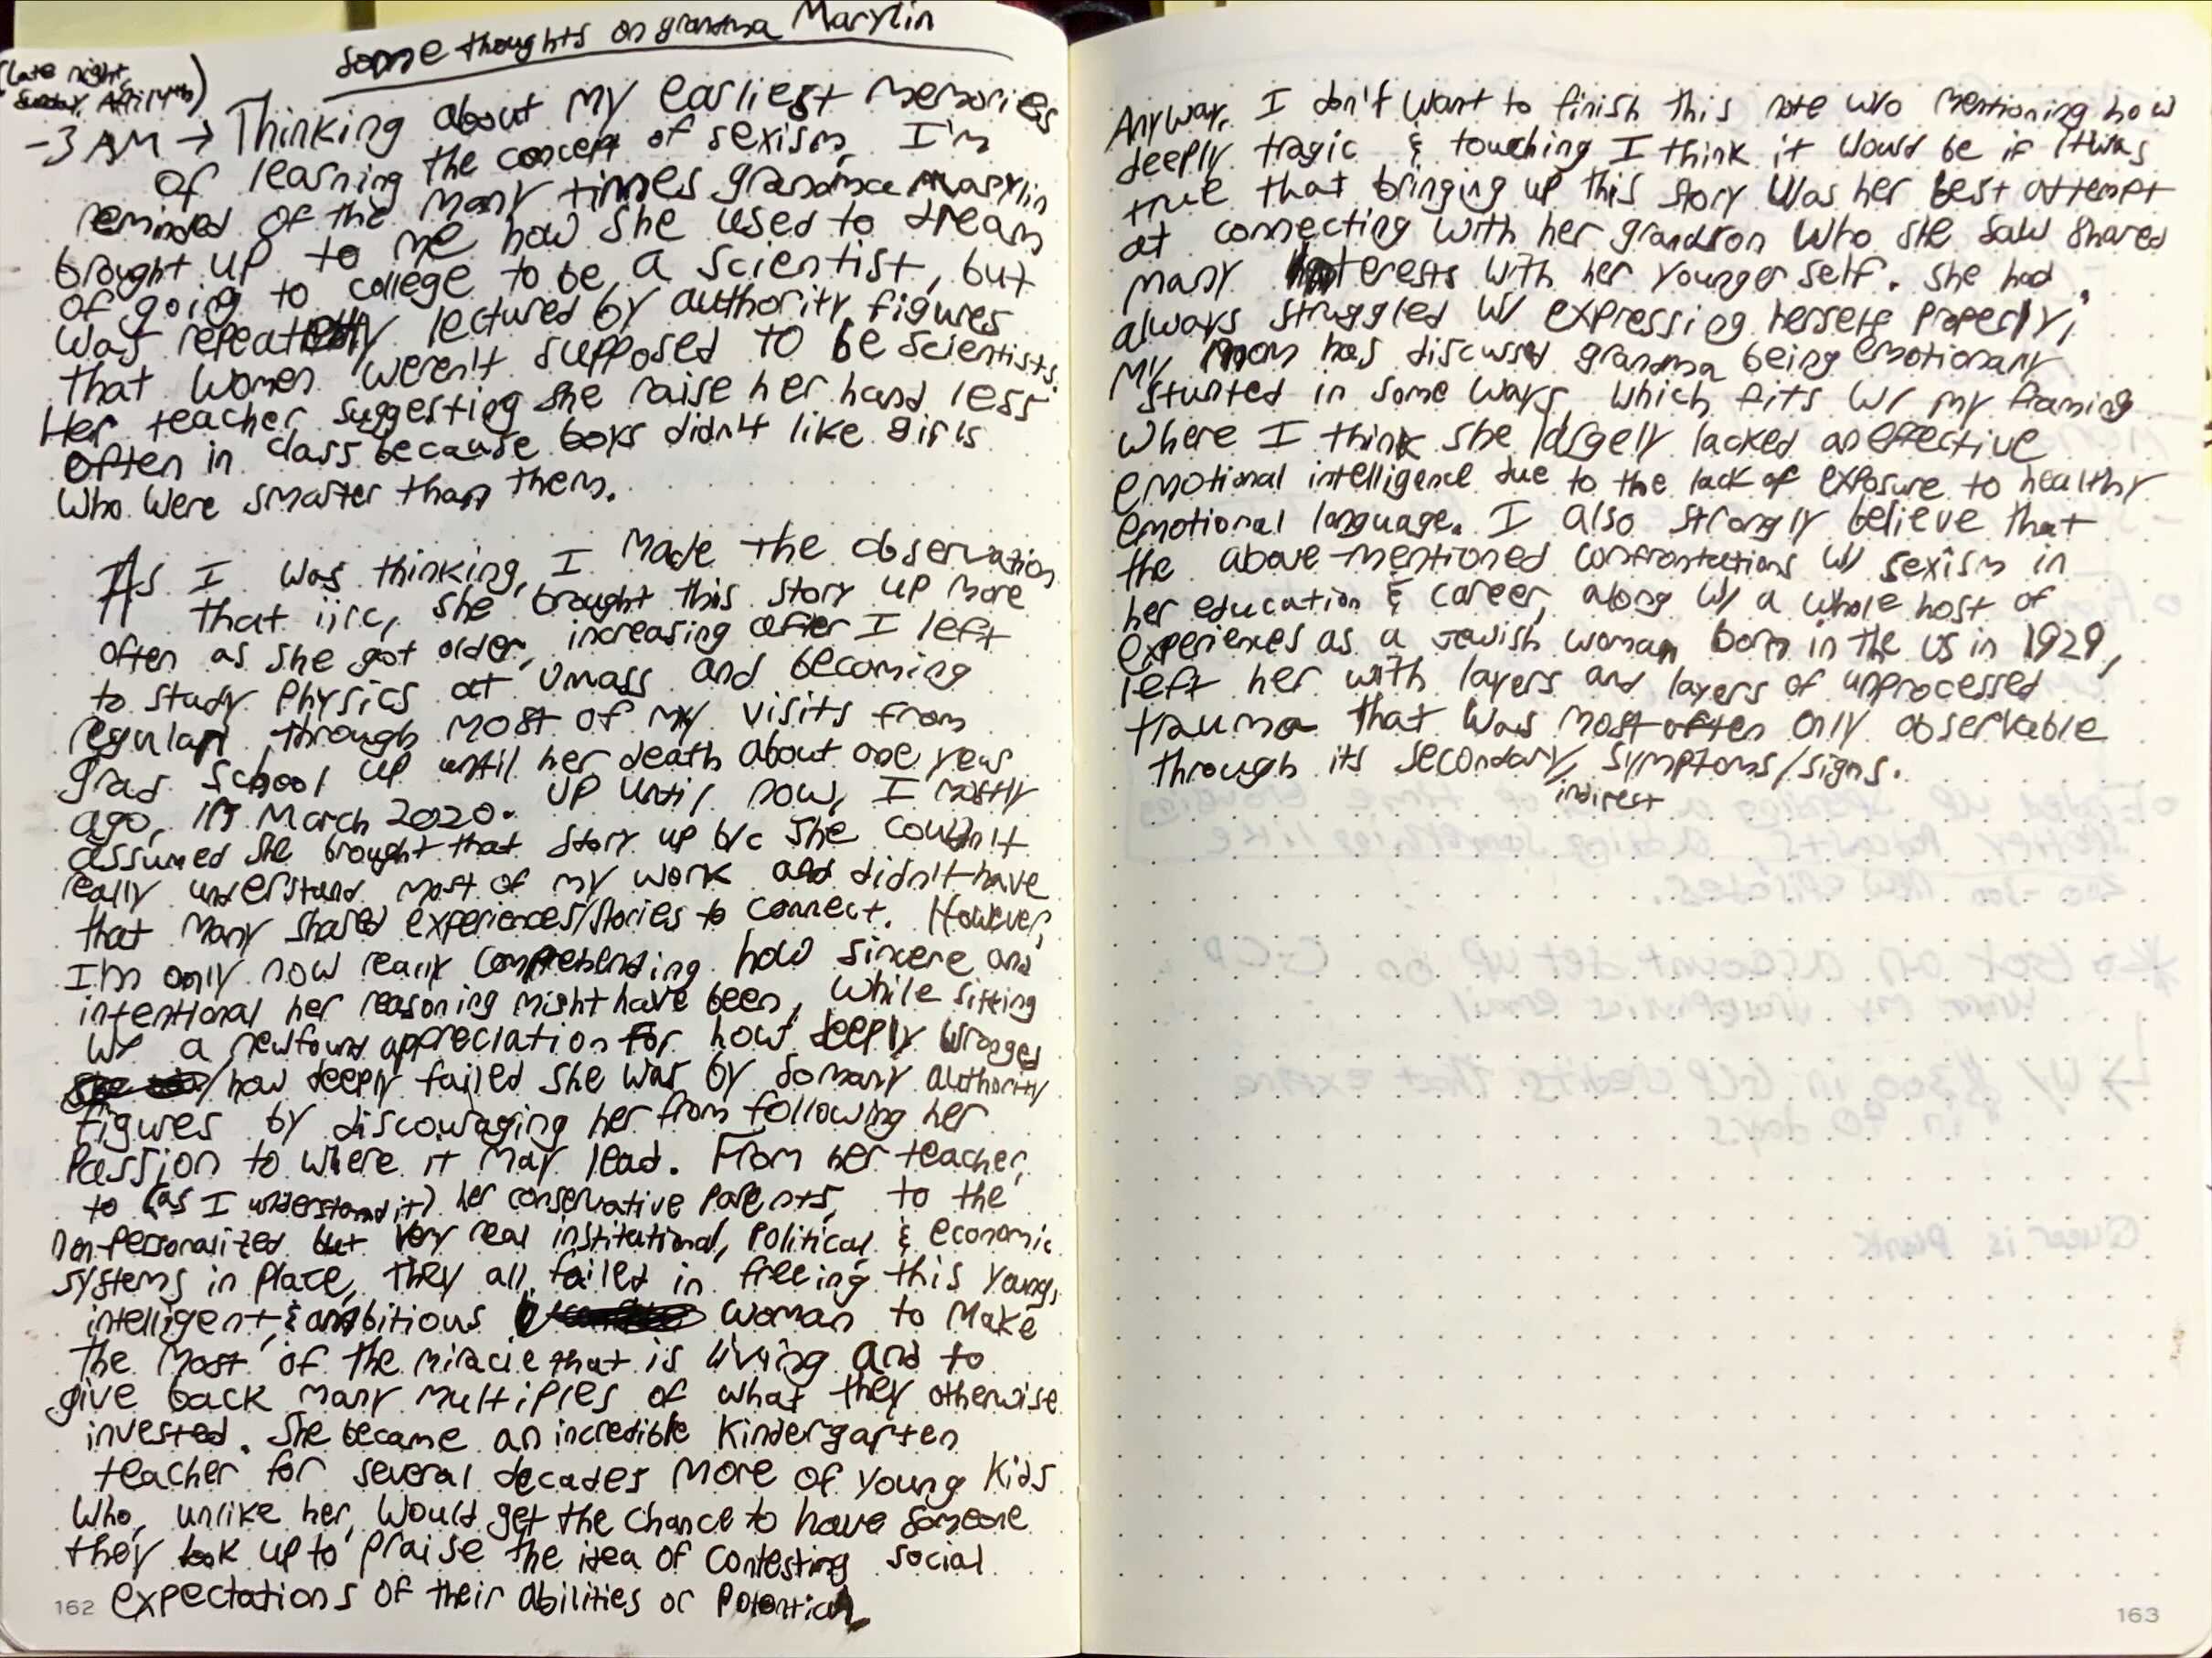 Some thoughts on grandma Marylin
(late night, Sunday, April 4th)
~3 AM → Thinking about my earliest memories
of learning the concept of sexism, I'm
reminded of the many times grandma Marylin
brought up to me how she used to dream
of going to college to be a scientist, but
was repeatedly lectured by authority figures
that women weren't supposed to be scientists.
Her teacher suggesting she raise her hand less
often in class because boys didn't like girls
who were smarter than them.
As I was thinking, I made the observation
that iirc, she brought this story up more
often as she got older, increasing after I left
to study physics at Umass and becoming
regular through most of my visits from
grad school up until her death about one year
ago, in March 2020. Up until now, I mostly
assumed she brought that story up b/c she couldn't
really understand most of my work and didn't have
that many shared experiences/stories to connect. However,
I'm only now really comprehending how sincere and
intentional her reasoning might have been, while sitting
w/ a newfound appreciation for how deeply wronged
/how deeply failed she was by so many authority
figures by discouraging her from following her
passion to where it may lead. From her teacher,
to (as I understand it) her conservative parents, to the
non-personalized but very real institutional, political, & economic
systems in place, they all failed in freeing this young,
intelligent, & ambitious woman to make
the most of the miracle that is living and to
give back many multiples of what they otherwise
invested. She became an incredible kindergarten
teacher for several decades more of young kids
who, unlike her, would get the chance to have someone
they look up to praise the idea of contesting social
expectations of their abilities or potential
162
Anyway, I don't want to finish this note w/o mentioning how
deeply tragic & touching I think it would be if it was
true that bringing up this story was her best attempt
at connecting with her grandson who she saw shared
many interests with her younger self. She had
always struggled w/ expressing herself properly;
my mom has discussed grandma being emotionally
stunted in some ways, which fits w/ my framing
where I think she largely lacked an effective
emotional intelligence due to the lack of exposure to healthy
emotional language. I also strongly believe that
the above-mentioned confrontations w/ sexism in
her education & career, along w/ a whole host of
experiences as a Jewish woman born in the US in 1929,
left her with layers and layers of unprocessed
trauma that was most often only observable
through its secondary, symptoms/signs.
indirect
163